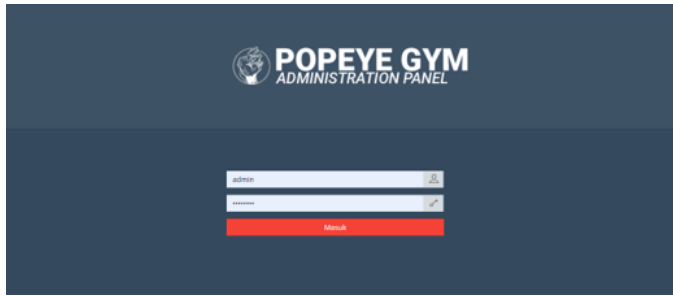 POPEYE GYM
ADMINISTRATION PANEL
admin
••••••••
Masuk